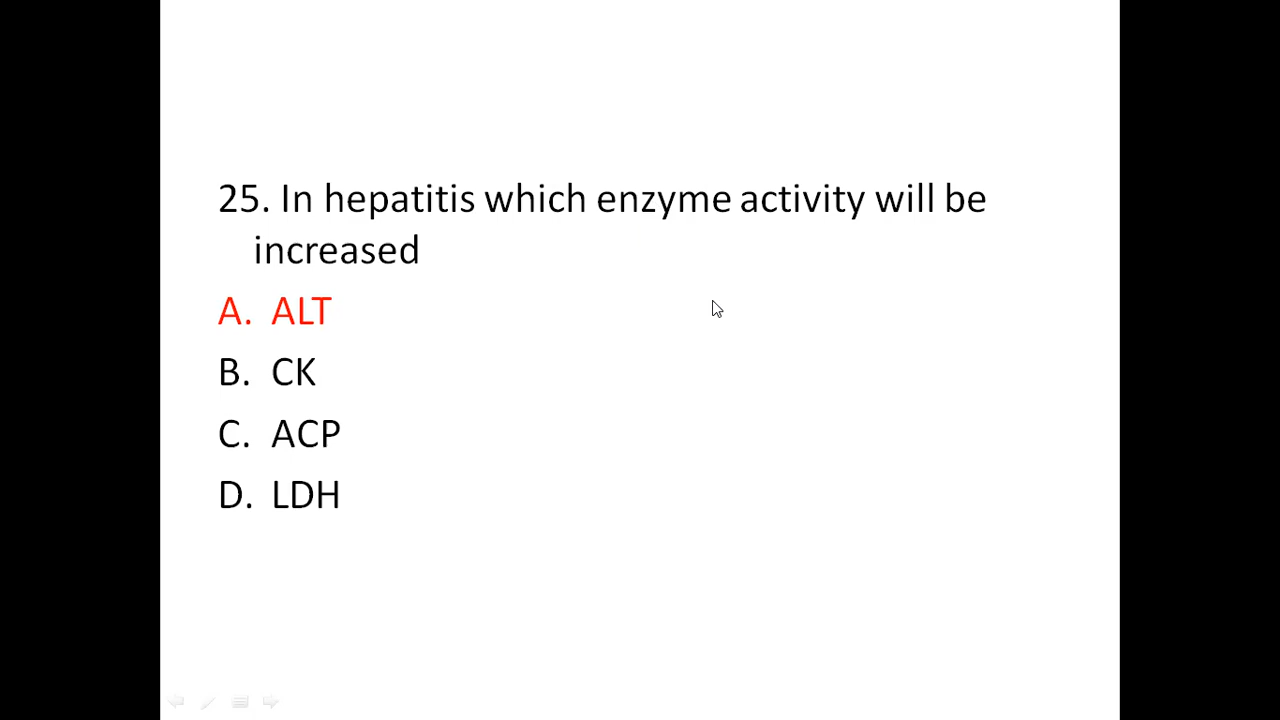 25. In hepatitis which enzyme activity will be
increased
A. ALT
B. CK
C. ACP
D. LDH